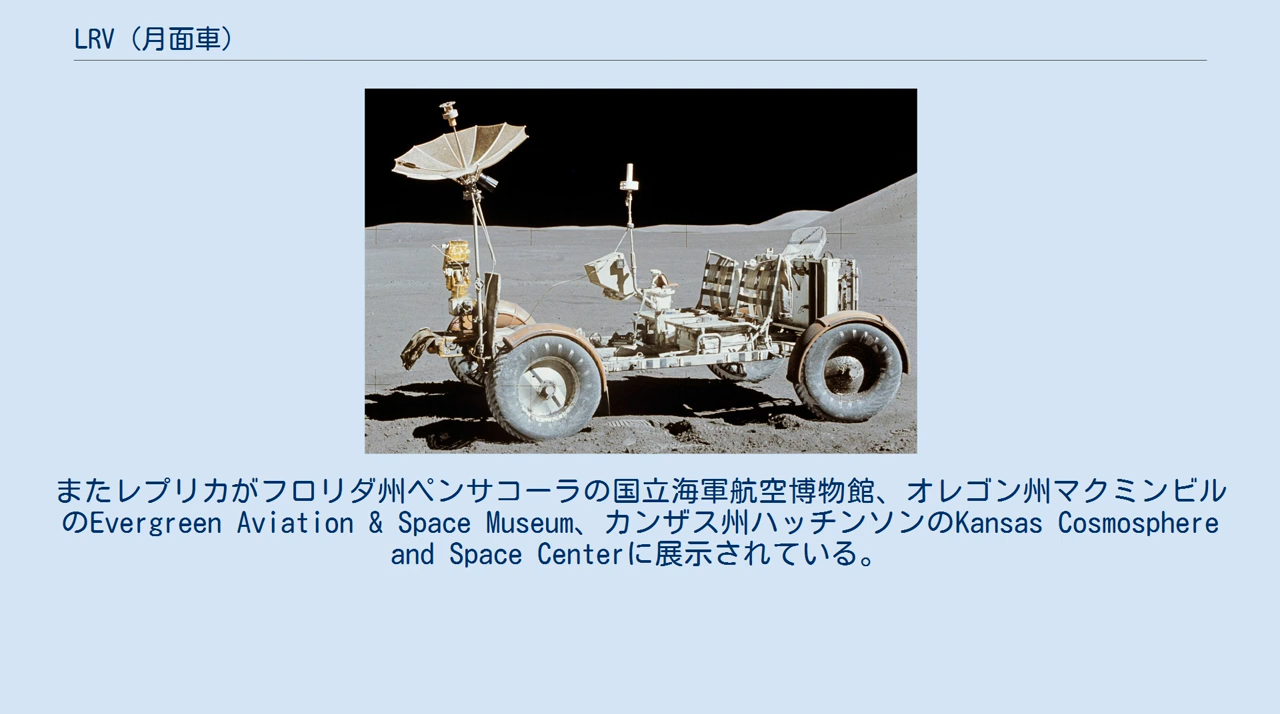 LRV（月面車）
またレプリカがフロリダ州ペンサコーラの国立海軍航空博物館、オレゴン州マクミンビル
のEvergreen Aviation & Space Museum、カンザス州ハッチンソンのKansas Cosmosphere
and Space Centerに展示されている。